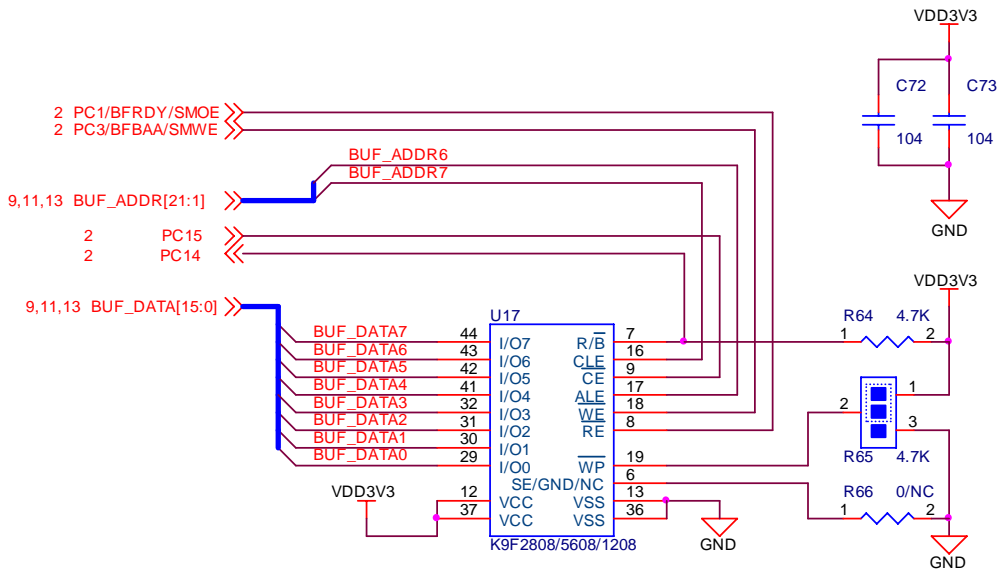 VDD3V3
C72
C73
104
104
GND
2 PC1/BFRDY/SMOE
2 PC3/BFBAA/SMWE
BUF_ADDR6
BUF_ADDR7
9,11,13 BUF_ADDR[21:1]
2 PC15
2 PC14
9,11,13 BUF_DATA[15:0]
U17
BUF_DATA7 44 I/O7
BUF_DATA6 43 I/O6
BUF_DATA5 42 I/O5
BUF_DATA4 41 I/O4
BUF_DATA3 32 I/O3
BUF_DATA2 31 I/O2
BUF_DATA1 30 I/O1
BUF_DATA0 29 I/O0
VDD3V3
12 VCC
37 VCC
R/B 7
CLE 16
CE 9
ALE 17
WE 18
RE 8
WP 19
SE/GND/NC 6
VSS 13
VSS 36
K9F2808/5608/1208
GND
VDD3V3
R64 4.7K
1 2
1
2
3
R65 4.7K
R66 0/NC
1 2
GND